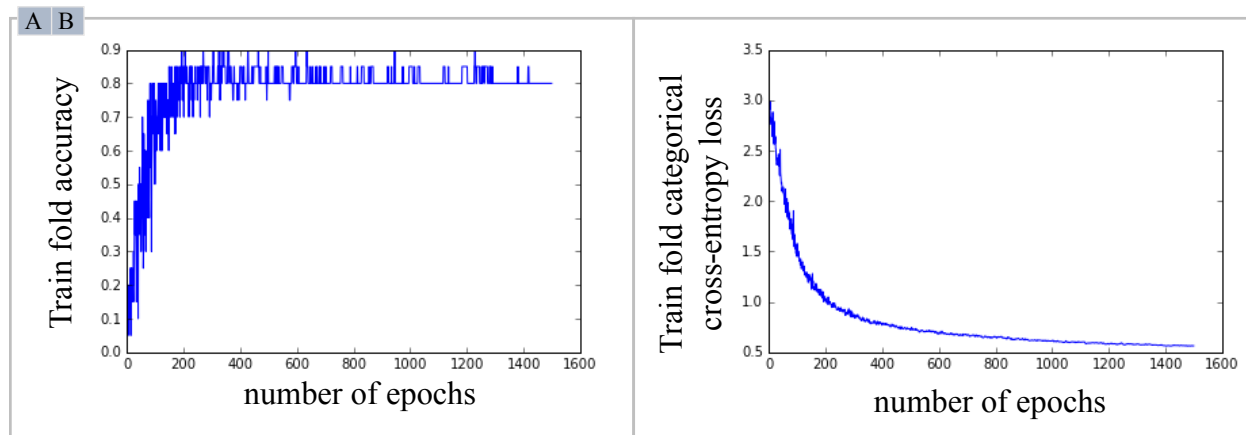 A B
Train fold accuracy
0.9
0.8
0.7
0.6
0.5
0.4
0.3
0.2
0.1
0.0
0 200 400 600 800 1000 1200 1400 1600
number of epochs
Train fold categorical
cross-entropy loss
3.5
3.0
2.5
2.0
1.5
1.0
0.5
0 200 400 600 800 1000 1200 1400 1600
number of epochs